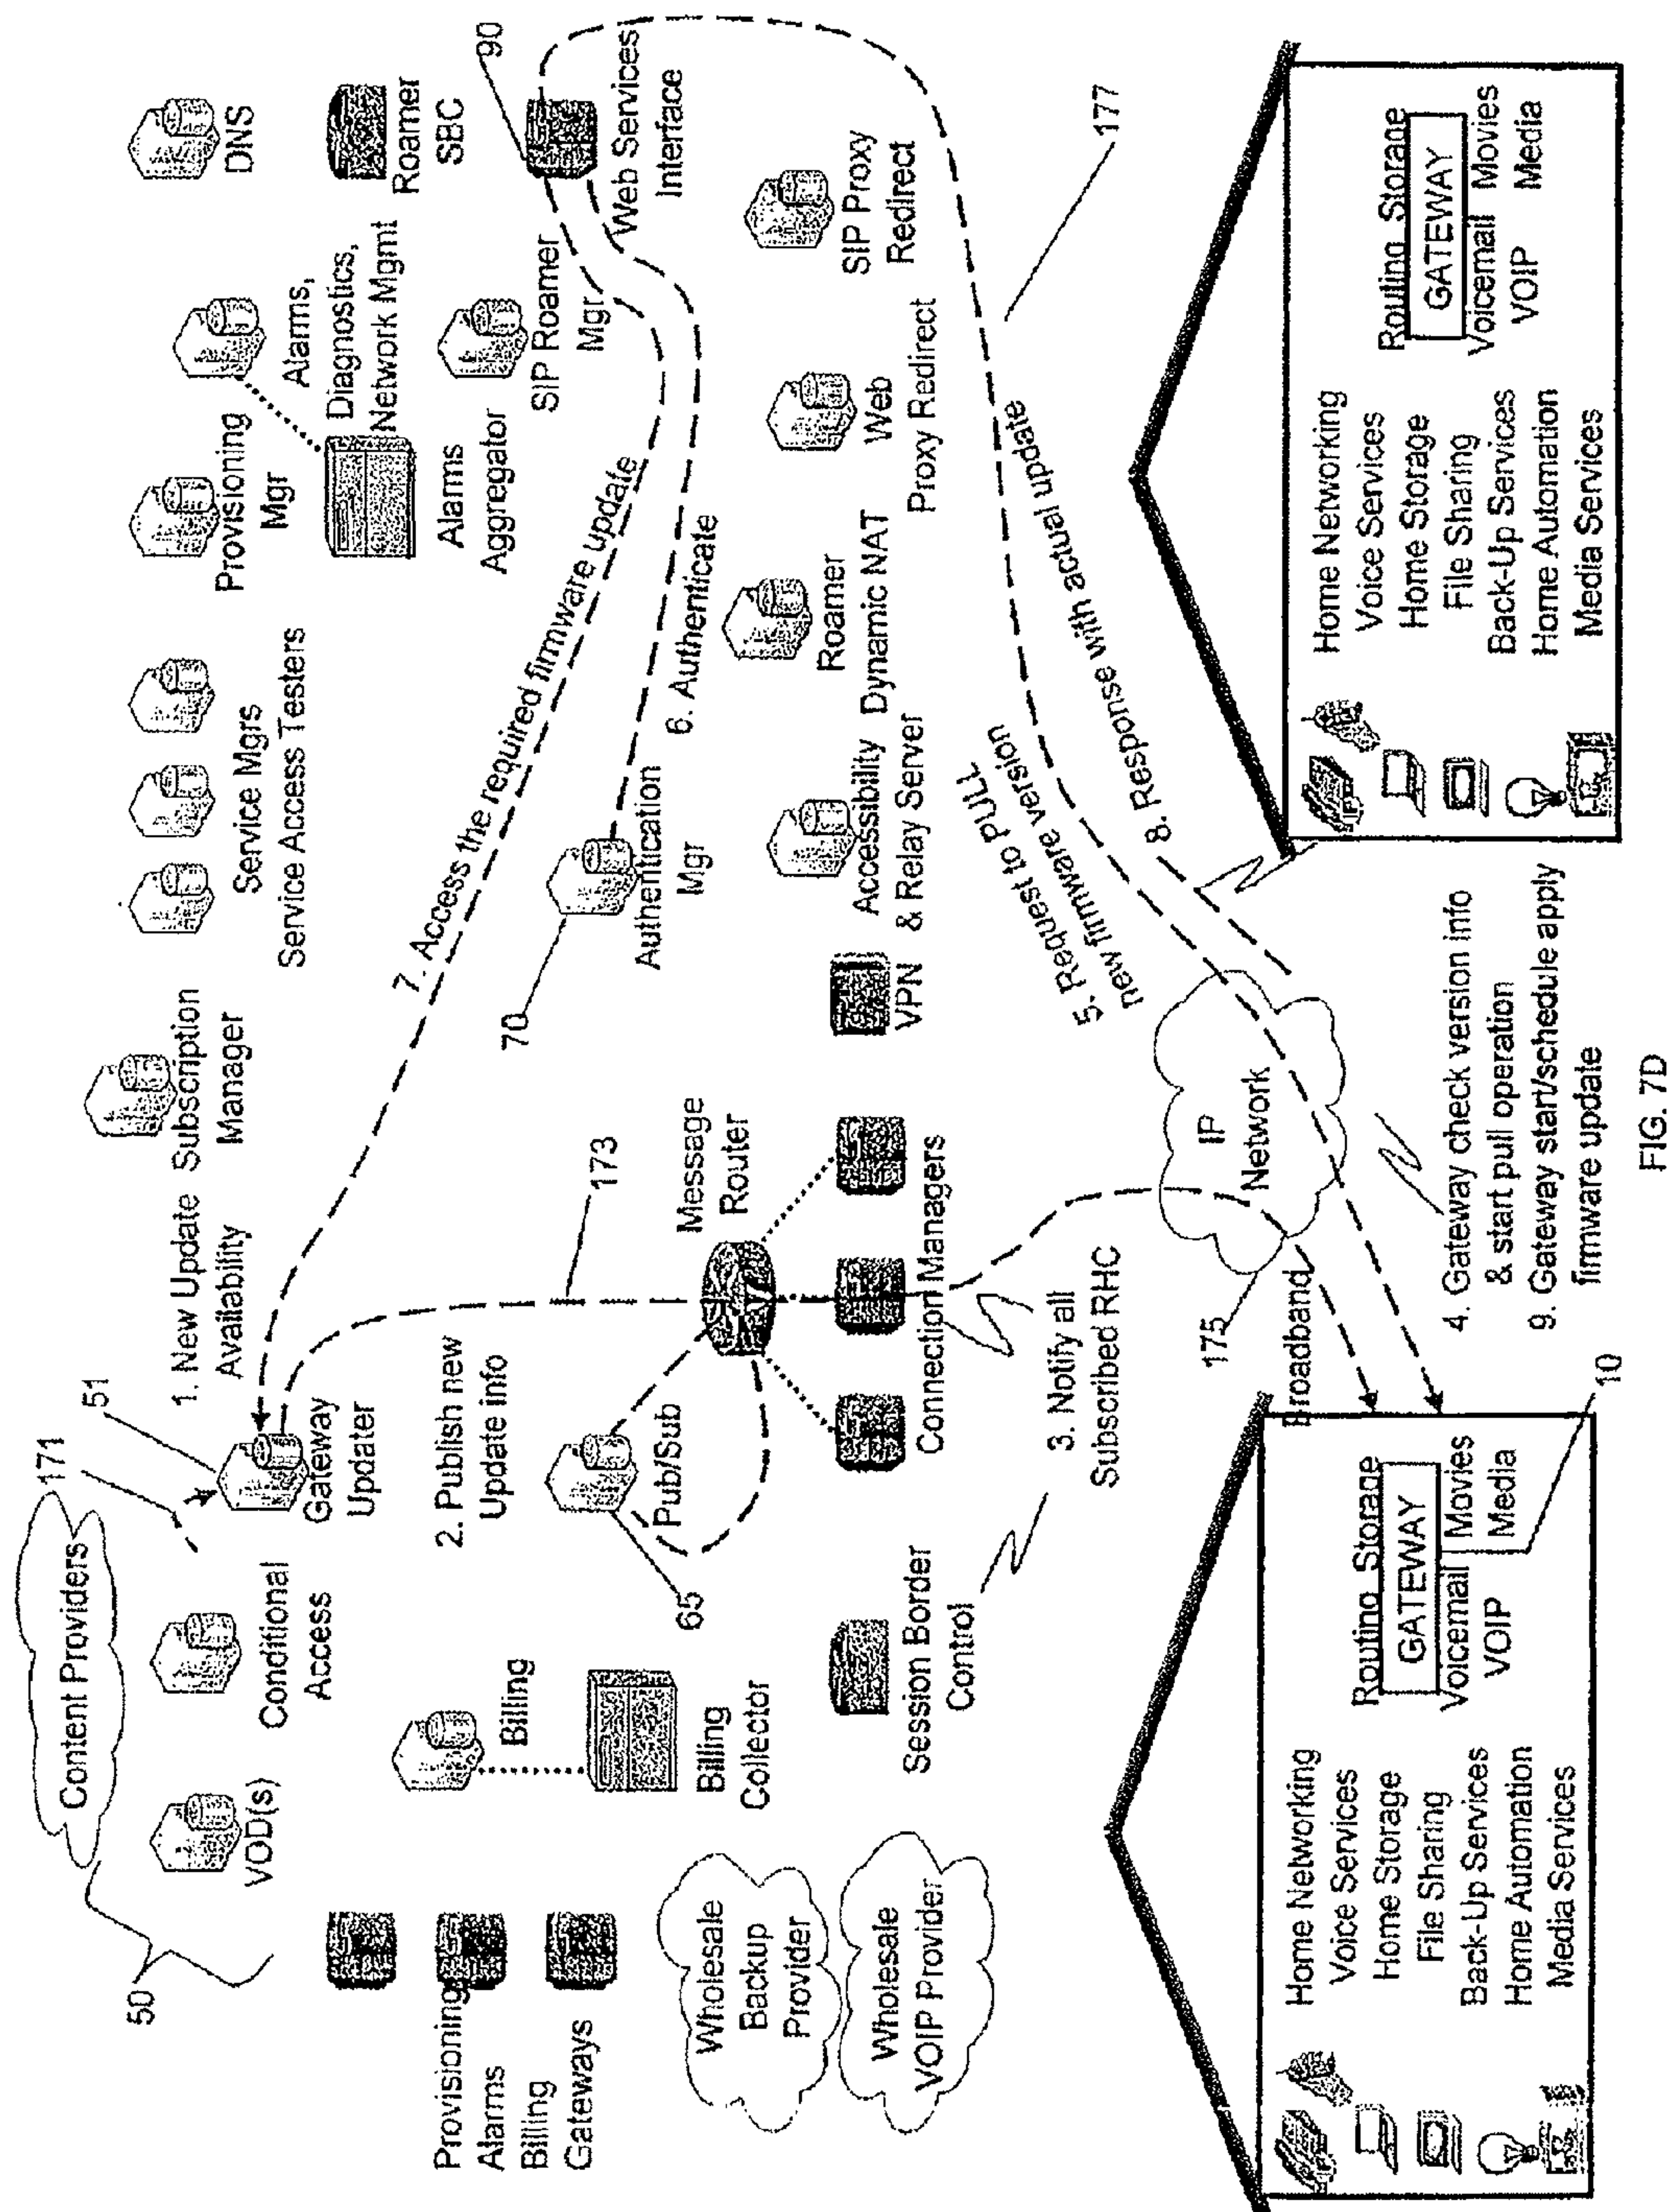 Content Providers
50
VOD(s)
Conditional
Access
171
51
Gateway
Updater
1. New Update
Availability
Subscription
Manager
Service Mgrs
Service Access Testers
Provisioning
Mgr
Alarms,
Diagnostics,
Network Mgmt
DNS
Roamer
SBC
Provisioning
Alarms
Billing
Gateways
Billing
Billing
Collector
2. Publish new
Update info
Pub/Sub
65
173
Message
Router
7. Access the required firmware update
Alams
Aggregator
SIP Roamer
Mgr
90
Web Services
Interface
70
Authentication
Mgr
6. Authenticate
Wholesale
Backup
Provider
Wholesale
VOIP Provider
Session Border
Control
Connection Managers
VPN
Accessibility
& Relay Server
Roamer
Dynamic NAT
Web
Proxy Redirect
SIP Proxy
Redirect
177
3. Notify all
Subscribed RHC
175
IP
Network
Broadband
5. Request to PULL
new firmware version
8. Response with actual update
4. Gateway check version info
& start pull operation
9. Gateway start/schedule apply
firmware update
10
Home Networking
Voice Services
Home Storage
File Sharing
Back-Up Services
Home Automation
Media Services
Routing Storage
GATEWAY
Voicemail Movies
VOIP Media
Home Networking
Voice Services
Home Storage
File Sharing
Back-Up Services
Home Automation
Media Services
Routing Storage
GATEWAY
Voicemail Movies
VOIP Media
FIG. 7D